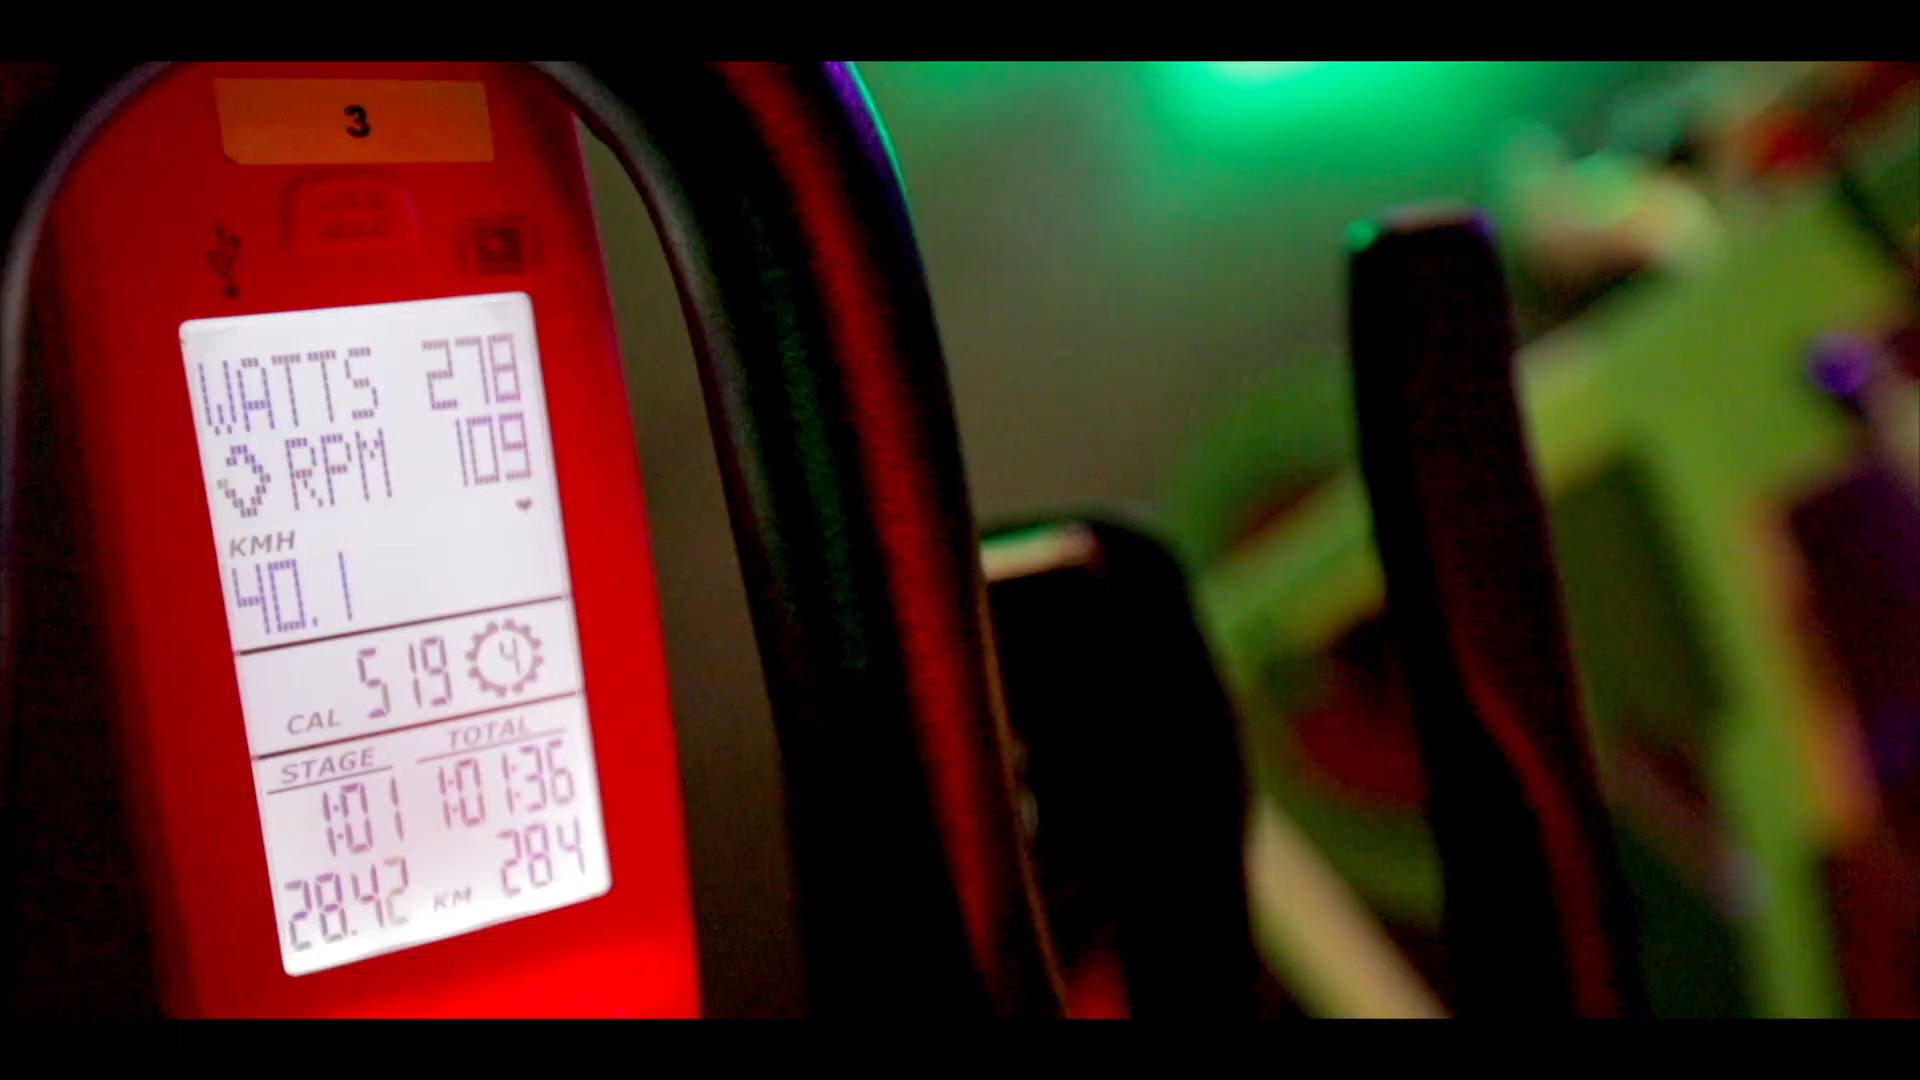 3
WATTS 278
RPM 109
KMH
40.1
CAL 519 4
STAGE TOTAL
1:01 1:01:36
28.42 KM 28.4